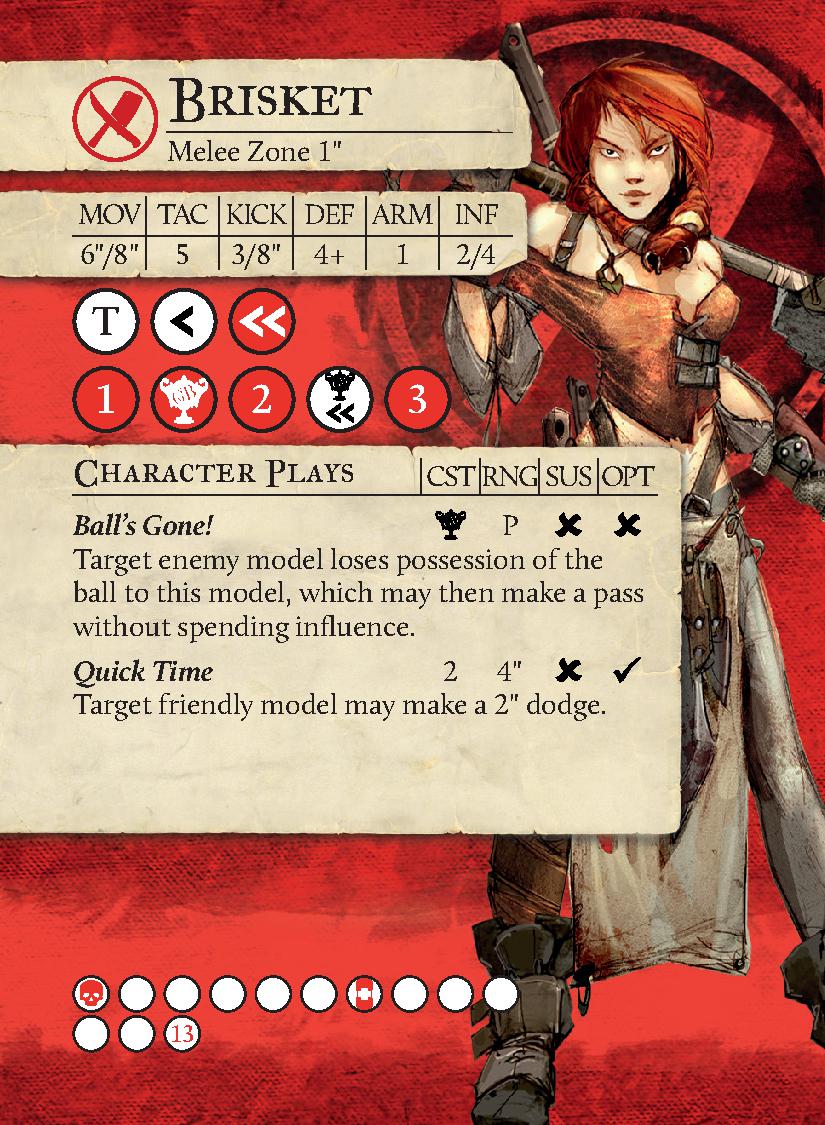 BRISKET
Melee Zone 1"
MOV TAC KICK DEF ARM INF
6"/8" 5 3/8" 4+ 1 2/4
T < <<
1 GB 2 << 3
CHARACTER PLAYS CST RNG SUS OPT
Ball's Gone! P ✘ ✘
Target enemy model loses possession of the
ball to this model, which may then make a pass
without spending influence.
Quick Time 2 4" ✘ ✓
Target friendly model may make a 2" dodge.
13